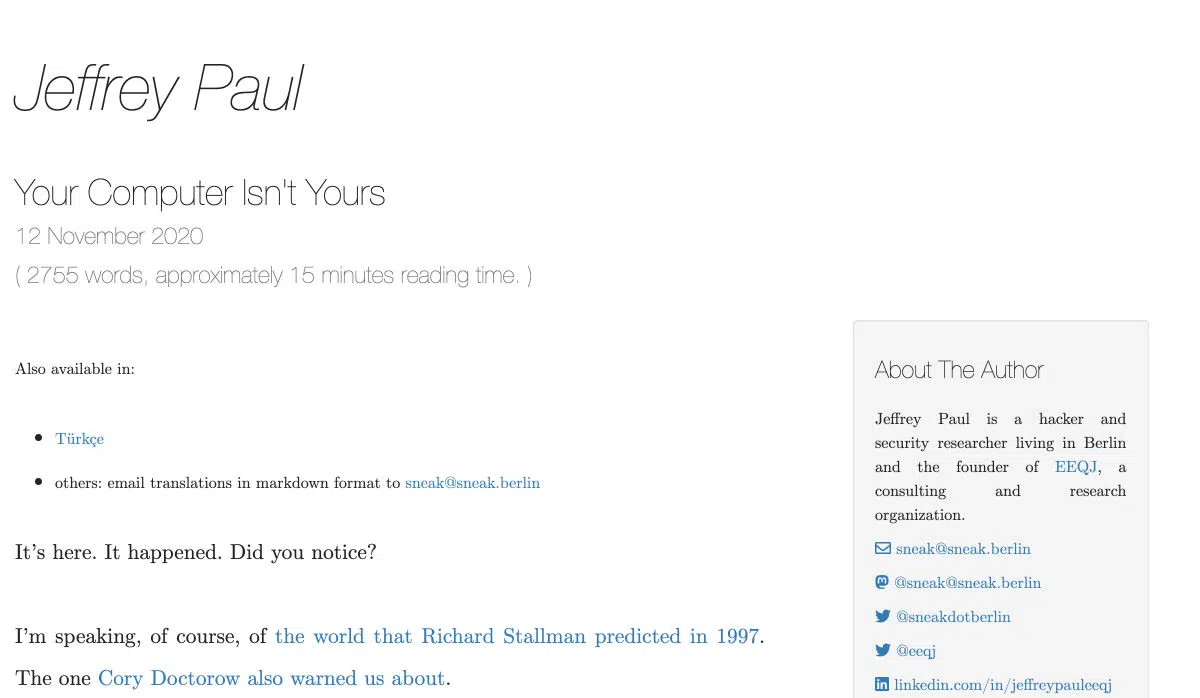 Jeffrey Paul
Your Computer Isn't Yours
12 November 2020
( 2755 words, approximately 15 minutes reading time. )
Also available in:
Türkçe
others: email translations in markdown format to sneak@sneak.berlin
It's here. It happened. Did you notice?
I'm speaking, of course, of the world that Richard Stallman predicted in 1997.
The one Cory Doctorow also warned us about.
About The Author
Jeffrey Paul is a hacker and
security researcher living in Berlin
and the founder of EEQJ, a
consulting and research
organization.
sneak@sneak.berlin
@sneak@sneak.berlin
@sneakdotberlin
@eeqj
linkedin.com/in/jeffreypauleeqj